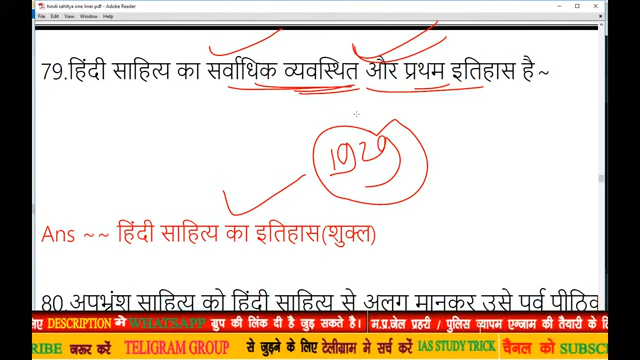 hindi sahitya one liner.pdf
File Edit View Window Help
79.हिंदी साहित्य का सर्वाधिक व्यवस्थित और प्रथम इतिहास है~
1929
Ans ~~ हिंदी साहित्य का इतिहास(शुक्ल)
80 अपभ्रंश साहित्य को हिंदी साहित्य से अलग मानकर उसे पूर्व पीठिक
लिए DESCRIPTION मे WHATSAPP ग्रुप की लिंक दी है जुड़ सकते है। म.प्र.जेल प्रहरी / पुलिस व्यापम एग्जाम की तैयारी के लि
RIBE जरूर करें TELIGRAM GROUP से जुड़ने के लिए टेलीग्राम में सर्च करें IAS STUDY TRICK चैनल को SUBSC